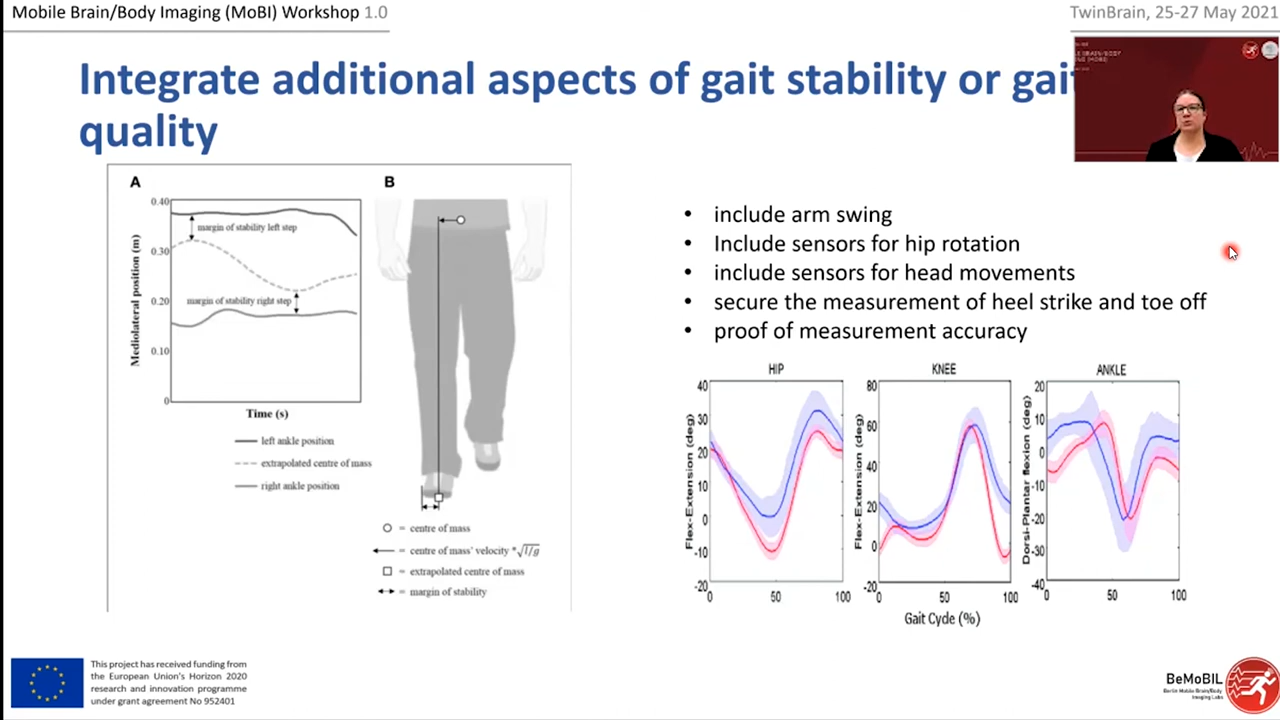 Mobile Brain/Body Imaging (MoBI) Workshop 1.0
TwinBrain, 25-27 May 2021
Integrate additional aspects of gait stability or gait
quality
A
B
0.40
0.30
0.20
0.10
0
Mediolateral position (m)
margin of stability left step
margin of stability right step
Time (s)
left ankle position
extrapolated centre of mass
right ankle position
= centre of mass
= centre of mass' velocity *√l/g
= extrapolated centre of mass
= margin of stability
• include arm swing
• Include sensors for hip rotation
• include sensors for head movements
• secure the measurement of heel strike and toe off
• proof of measurement accuracy
HIP
KNEE
ANKLE
Flex-Extension (deg)
40
30
20
10
0
-10
-20
0 50 100
Flex-Extension (deg)
80
60
40
20
0
-20
0 50 100
Dorsi-Plantar flexion (deg)
20
10
0
-10
-20
-30
-40
0 50 100
Gait Cycle (%)
This project has received funding from
the European Union's Horizon 2020
research and innovation programme
under grant agreement No 952401
BeMoBIL
Berlin Mobile Brain/Body
Imaging Labs